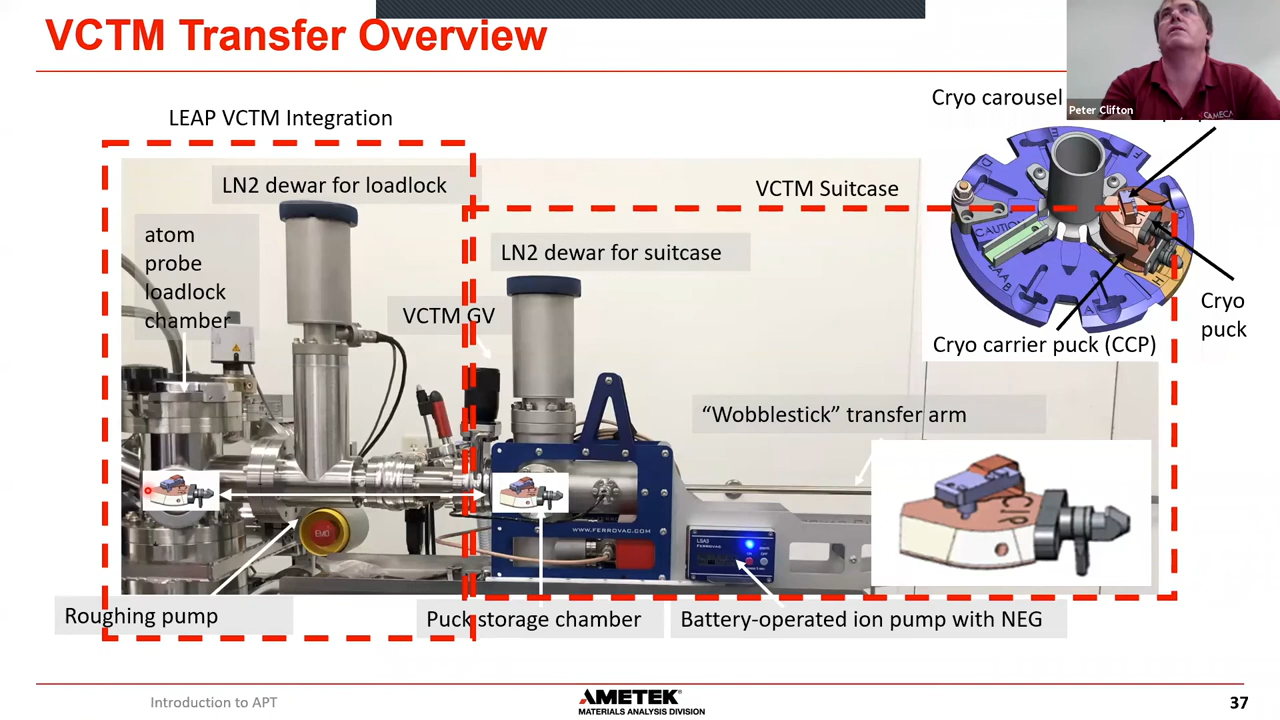 VCTM Transfer Overview
Peter Clifton
CAMECA
LEAP VCTM Integration
Cryo carousel
LN2 dewar for loadlock
VCTM Suitcase
atom
probe
loadlock
chamber
LN2 dewar for suitcase
VCTM GV
CAUTION
Cryo
puck
Cryo carrier puck (CCP)
“Wobblestick” transfer arm
EMO
WWW.FERROVAC.COM
FERROVAC
Roughing pump
Puck storage chamber
Battery-operated ion pump with NEG
Introduction to APT
AMETEK®
MATERIALS ANALYSIS DIVISION
37